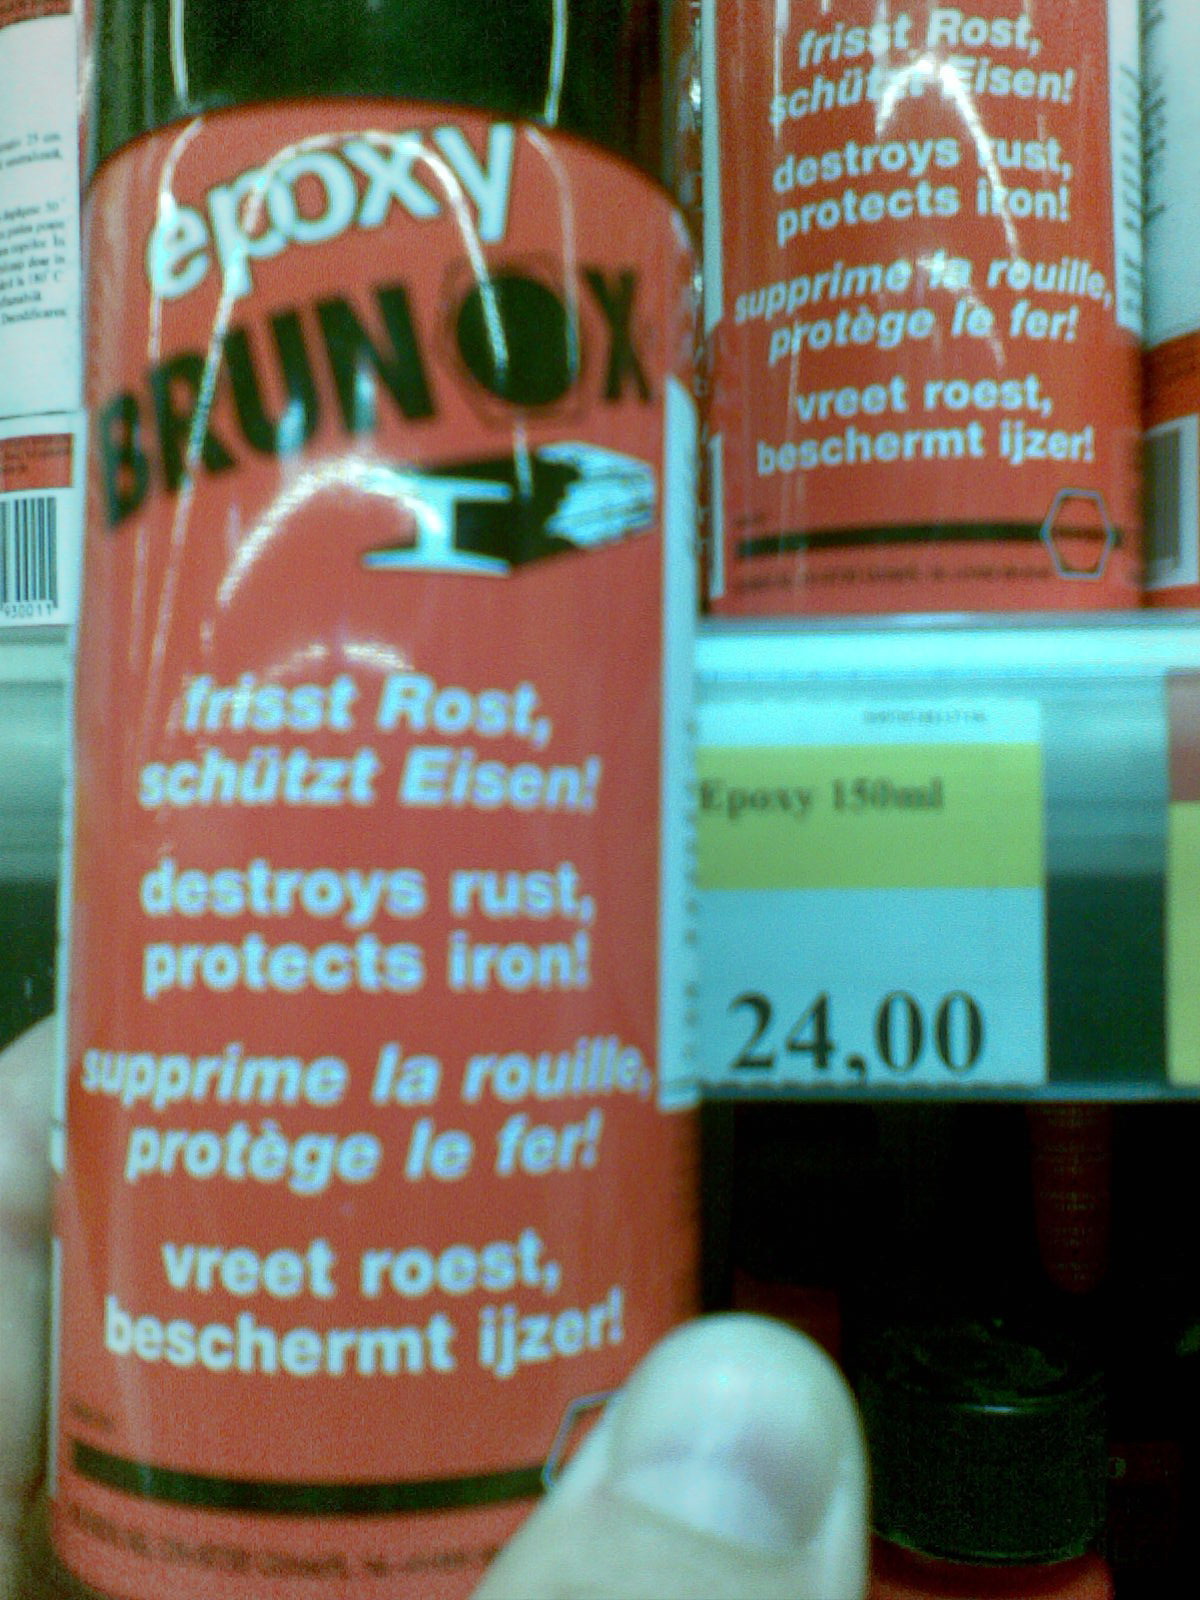 epoxy
BRUNOX
frisst Rost,
schützt Eisen!
destroys rust,
protects iron!
supprime la rouille,
protège le fer!
vreet roest,
beschermt ijzer!
frisst Rost,
schützt Eisen!
destroys rust,
protects iron!
supprime la rouille,
protège le fer!
vreet roest,
beschermt ijzer!
Epoxy 150ml
24,00
930011